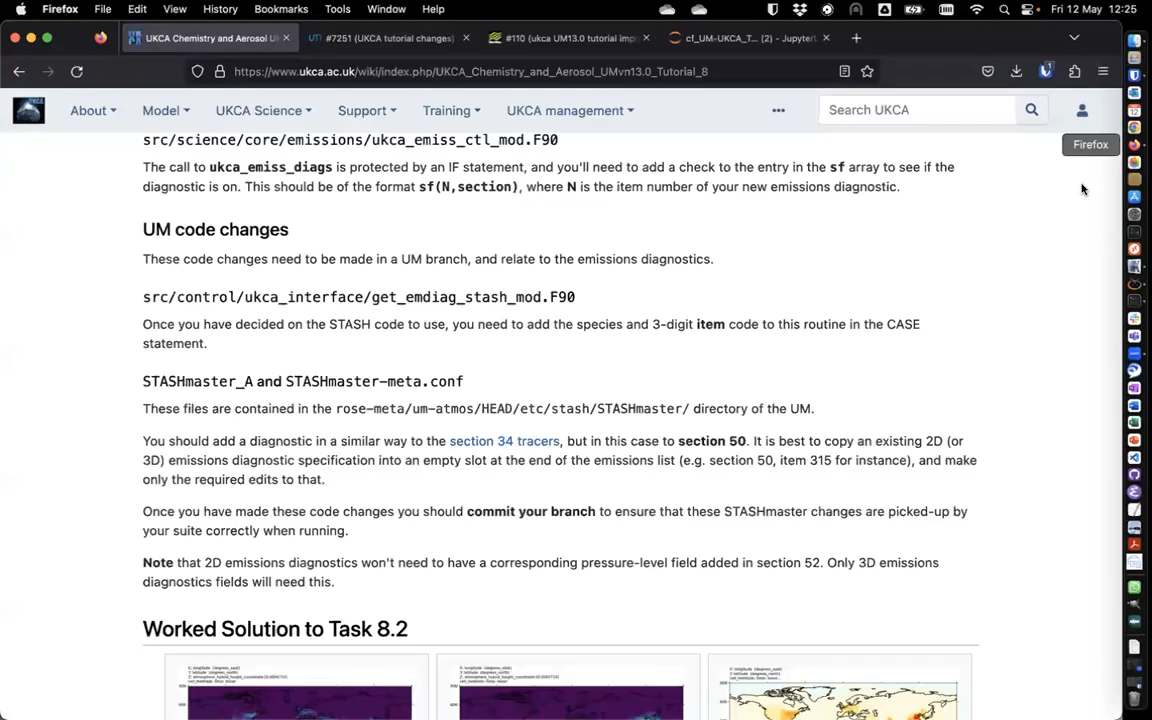 Firefox File Edit View History Bookmarks Tools Window Help Fri 12 May 12:25
UKCA Chemistry and Aerosol U #7251 (UKCA tutorial changes) #110 (ukca UM13.0 tutorial imp cf_UM-UKCA_T... (2) - Jupyter
https://www.ukca.ac.uk/wiki/index.php/UKCA_Chemistry_and_Aerosol_UMvn13.0_Tutorial_8
About Model UKCA Science Support Training UKCA management Search UKCA
Firefox
src/science/core/emissions/ukca_emiss_ctl_mod.F90
The call to ukca_emiss_diags is protected by an IF statement, and you'll need to add a check to the entry in the sf array to see if the
diagnostic is on. This should be of the format sf(N,section), where N is the item number of your new emissions diagnostic.
UM code changes
These code changes need to be made in a UM branch, and relate to the emissions diagnostics.
src/control/ukca_interface/get_emdiag_stash_mod.F90
Once you have decided on the STASH code to use, you need to add the species and 3-digit item code to this routine in the CASE
statement.
STASHmaster_A and STASHmaster-meta.conf
These files are contained in the rose-meta/um-atmos/HEAD/etc/stash/STASHmaster/ directory of the UM.
You should add a diagnostic in a similar way to the section 34 tracers, but in this case to section 50. It is best to copy an existing 2D (or
3D) emissions diagnostic specification into an empty slot at the end of the emissions list (e.g. section 50, item 315 for instance), and make
only the required edits to that.
Once you have made these code changes you should commit your branch to ensure that these STASHmaster changes are picked-up by
your suite correctly when running.
Note that 2D emissions diagnostics won't need to have a corresponding pressure-level field added in section 52. Only 3D emissions
diagnostics fields will need this.
Worked Solution to Task 8.2